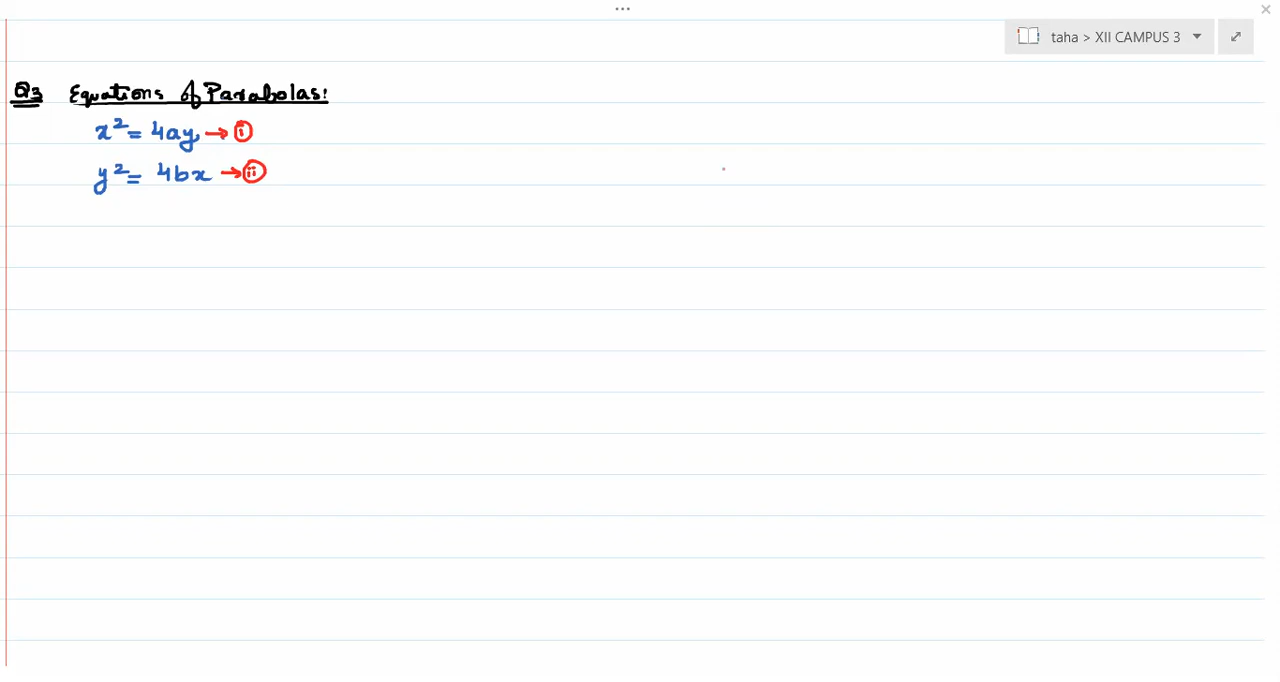 ...
taha > XII CAMPUS 3
Q3 Equations of Parabolas:
x² = 4ay → (i)
y² = 4bx → (ii)